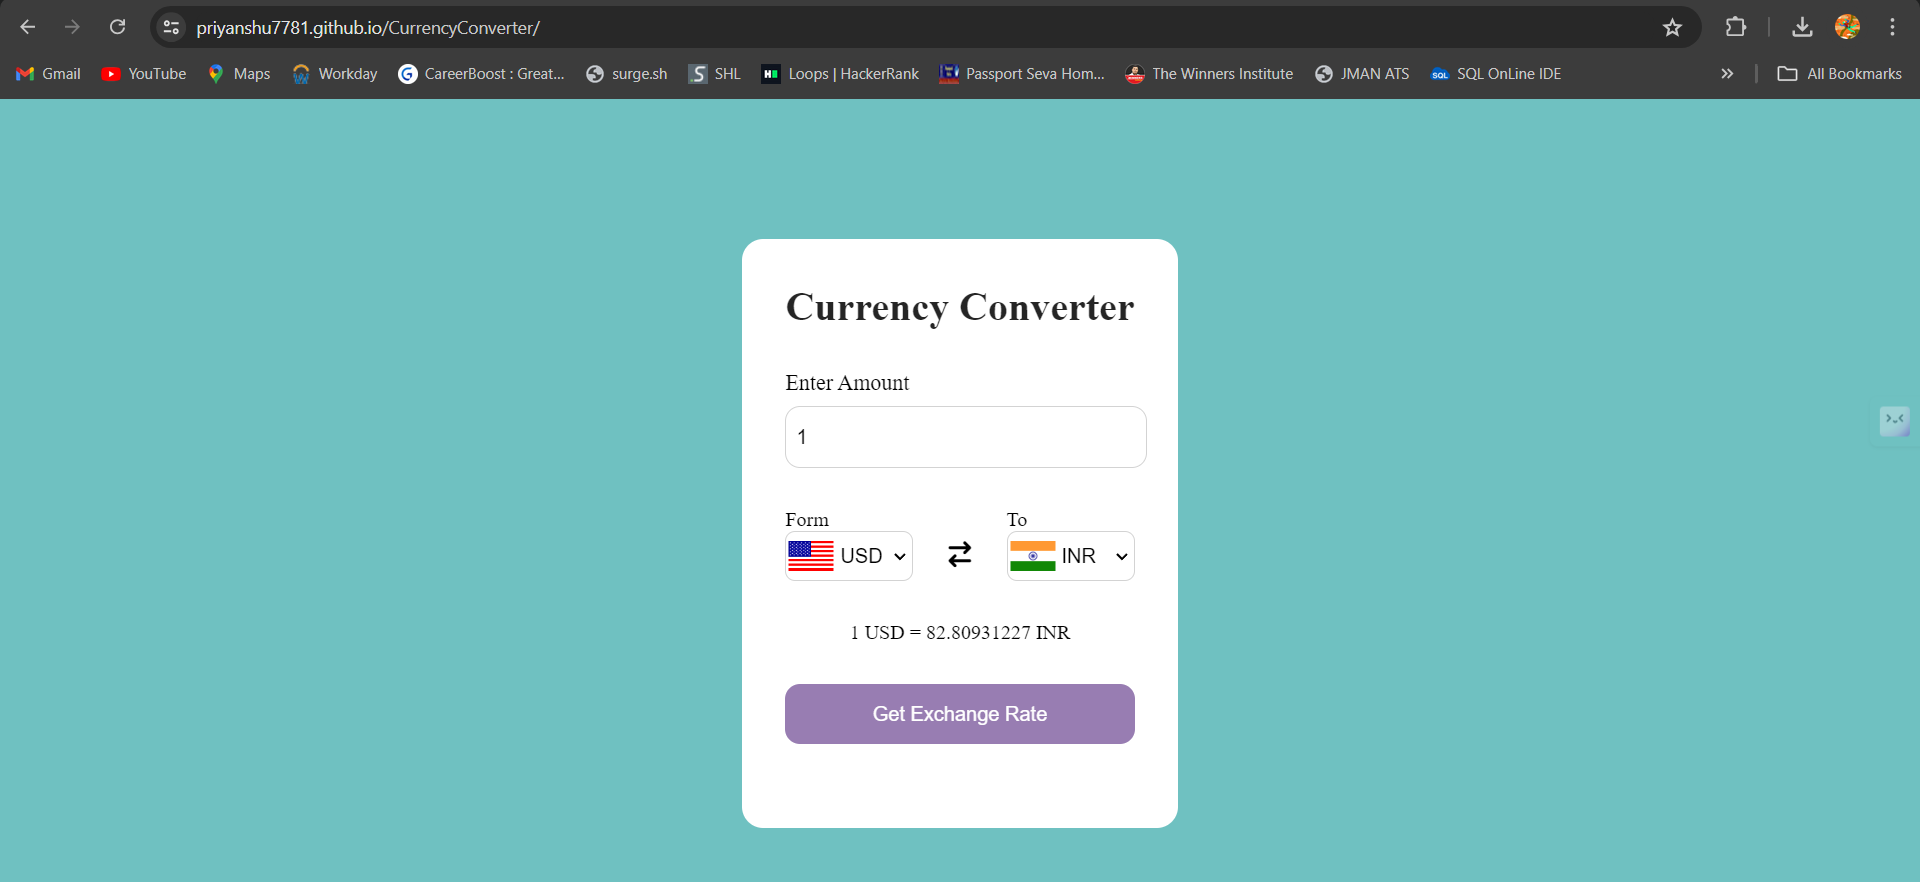 priyanshu7781.github.io/CurrencyConverter/
Gmail YouTube Maps Workday CareerBoost : Great... surge.sh SHL Loops | HackerRank Passport Seva Hom... The Winners Institute JMAN ATS SQL SQL OnLine IDE » All Bookmarks
Currency Converter
Enter Amount
1
Form To
USD INR
1 USD = 82.80931227 INR
Get Exchange Rate